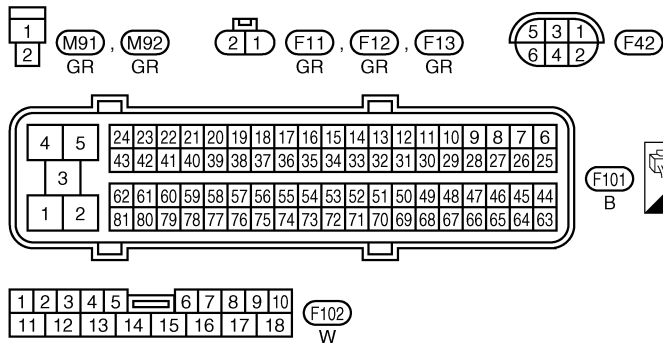 1
2
M91 , M92
GR GR
2 1
F11 , F12 , F13
GR GR GR
5 3 1
6 4 2
F42
4 5
3
1 2
24 23 22 21 20 19 18 17 16 15 14 13 12 11 10 9 8 7 6
43 42 41 40 39 38 37 36 35 34 33 32 31 30 29 28 27 26 25
62 61 60 59 58 57 56 55 54 53 52 51 50 49 48 47 46 45 44
81 80 79 78 77 76 75 74 73 72 71 70 69 68 67 66 65 64 63
F101
B
1 2 3 4 5 6 7 8 9 10
11 12 13 14 15 16 17 18
F102
W